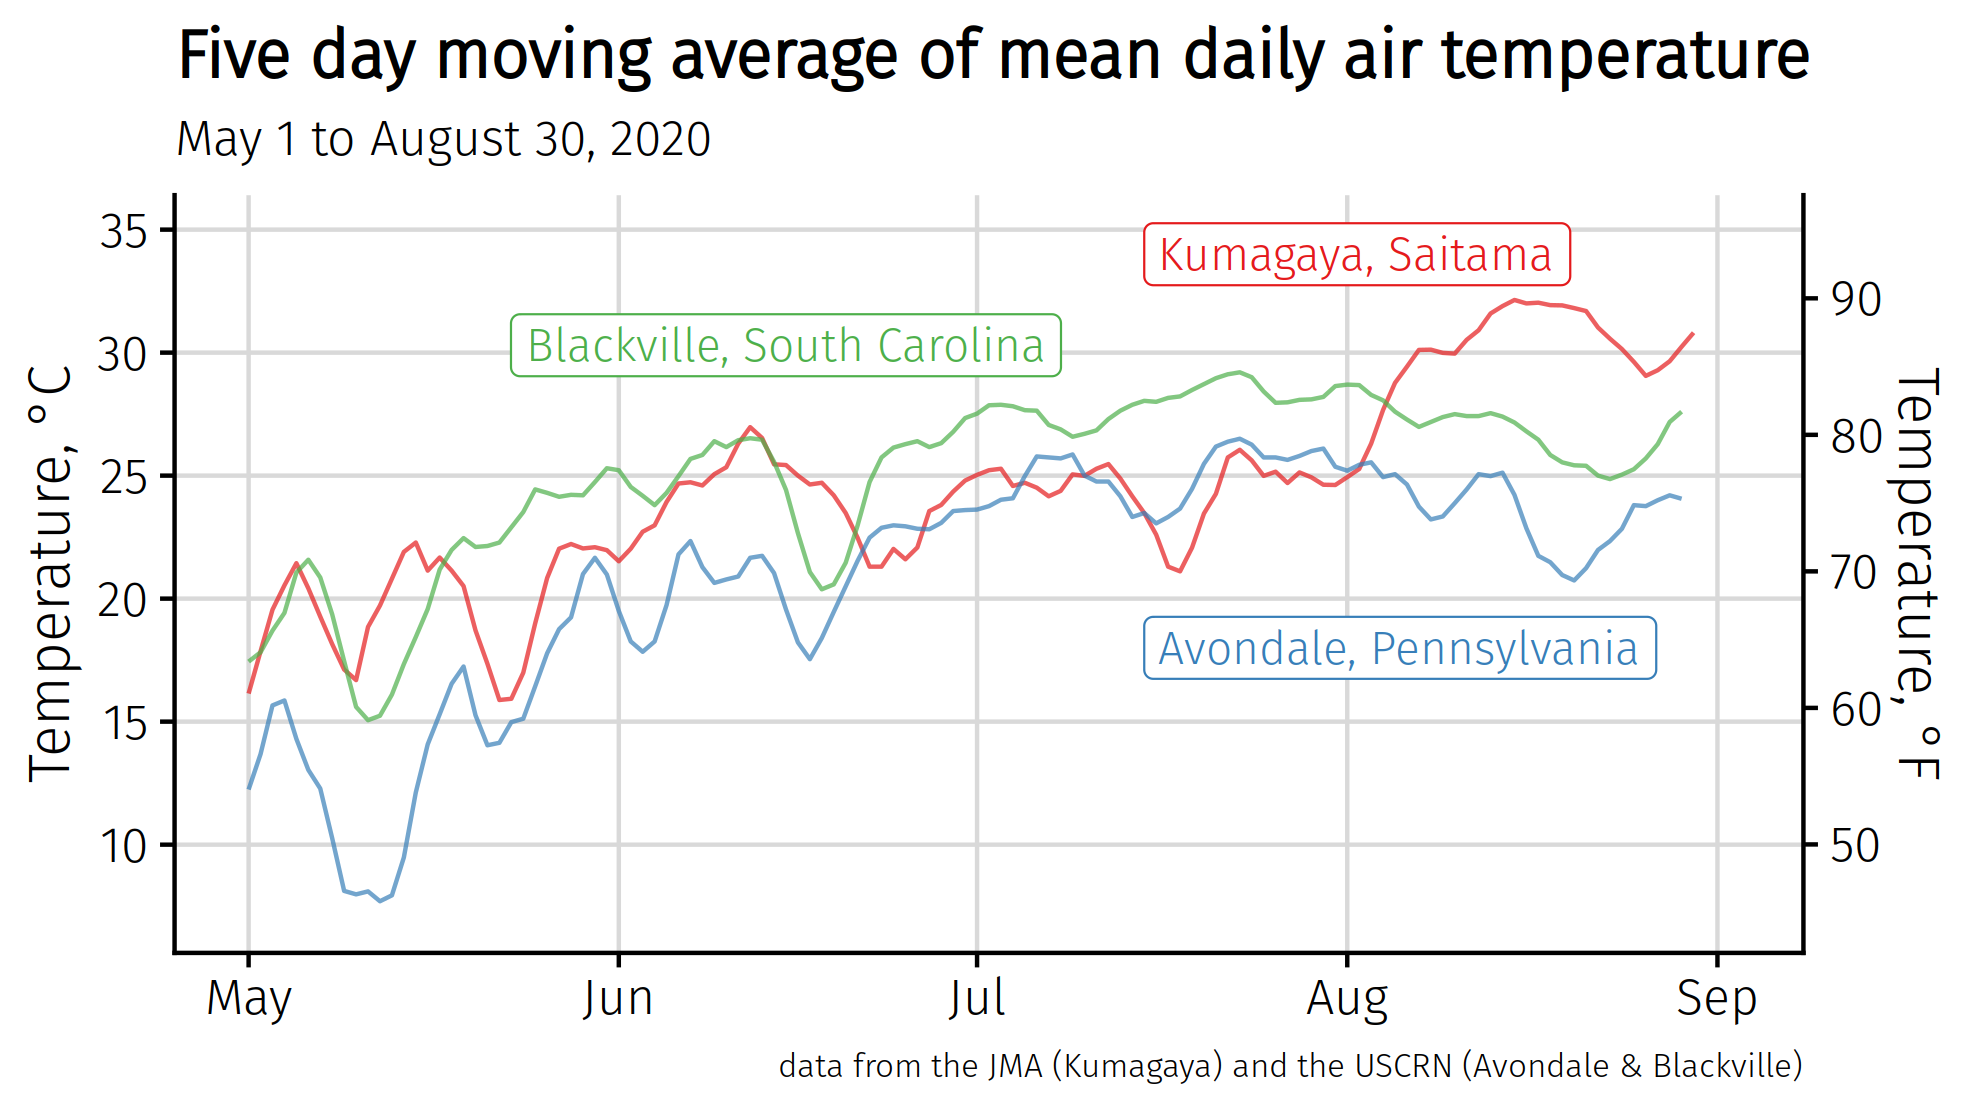 Five day moving average of mean daily air temperature
May 1 to August 30, 2020
Temperature, °C
35
30
25
20
15
10
Kumagaya, Saitama
Blackville, South Carolina
Avondale, Pennsylvania
90
80
70
60
50
Temperature, °F
May
Jun
Jul
Aug
Sep
data from the JMA (Kumagaya) and the USCRN (Avondale & Blackville)